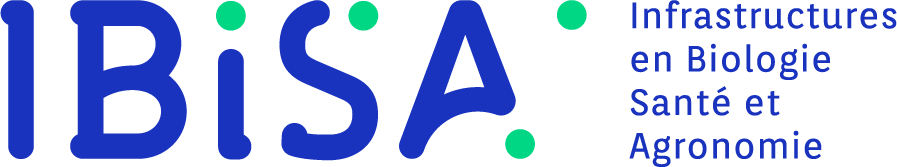 IBiSA
Infrastructures
en Biologie
Santé et
Agronomie